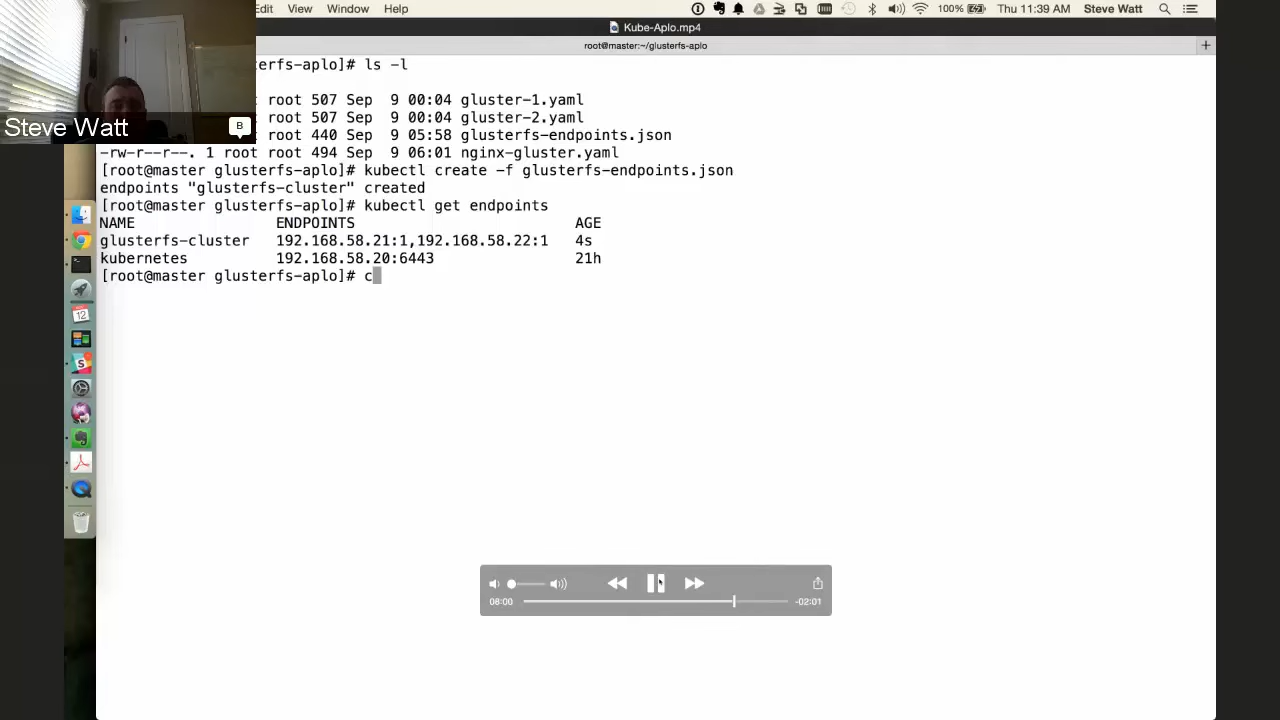 Edit View Window Help 100% Thu 11:39 AM Steve Watt
Kube-Aplo.mp4
root@master:~/glusterfs-aplo
erfs-aplo]# ls -l
root 507 Sep 9 00:04 gluster-1.yaml
root 507 Sep 9 00:04 gluster-2.yaml
root 440 Sep 9 05:58 glusterfs-endpoints.json
Steve Watt
B
-rw-r--r--. 1 root root 494 Sep 9 06:01 nginx-gluster.yaml
[root@master glusterfs-aplo]# kubectl create -f glusterfs-endpoints.json
endpoints "glusterfs-cluster" created
[root@master glusterfs-aplo]# kubectl get endpoints
NAME ENDPOINTS AGE
glusterfs-cluster 192.168.58.21:1,192.168.58.22:1 4s
kubernetes 192.168.58.20:6443 21h
[root@master glusterfs-aplo]# c
12
08:00 -02:01